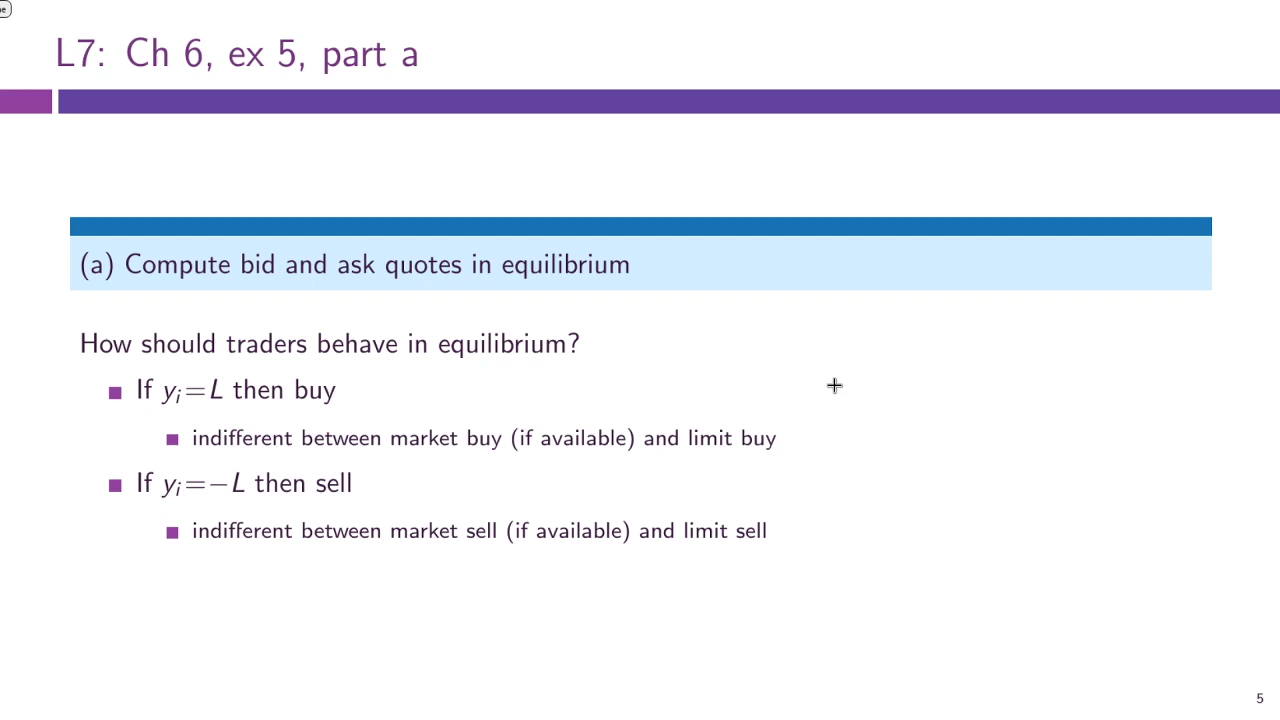 L7: Ch 6, ex 5, part a
(a) Compute bid and ask quotes in equilibrium
How should traders behave in equilibrium?
■ If yᵢ=L then buy
■ indifferent between market buy (if available) and limit buy
■ If yᵢ=−L then sell
■ indifferent between market sell (if available) and limit sell
5